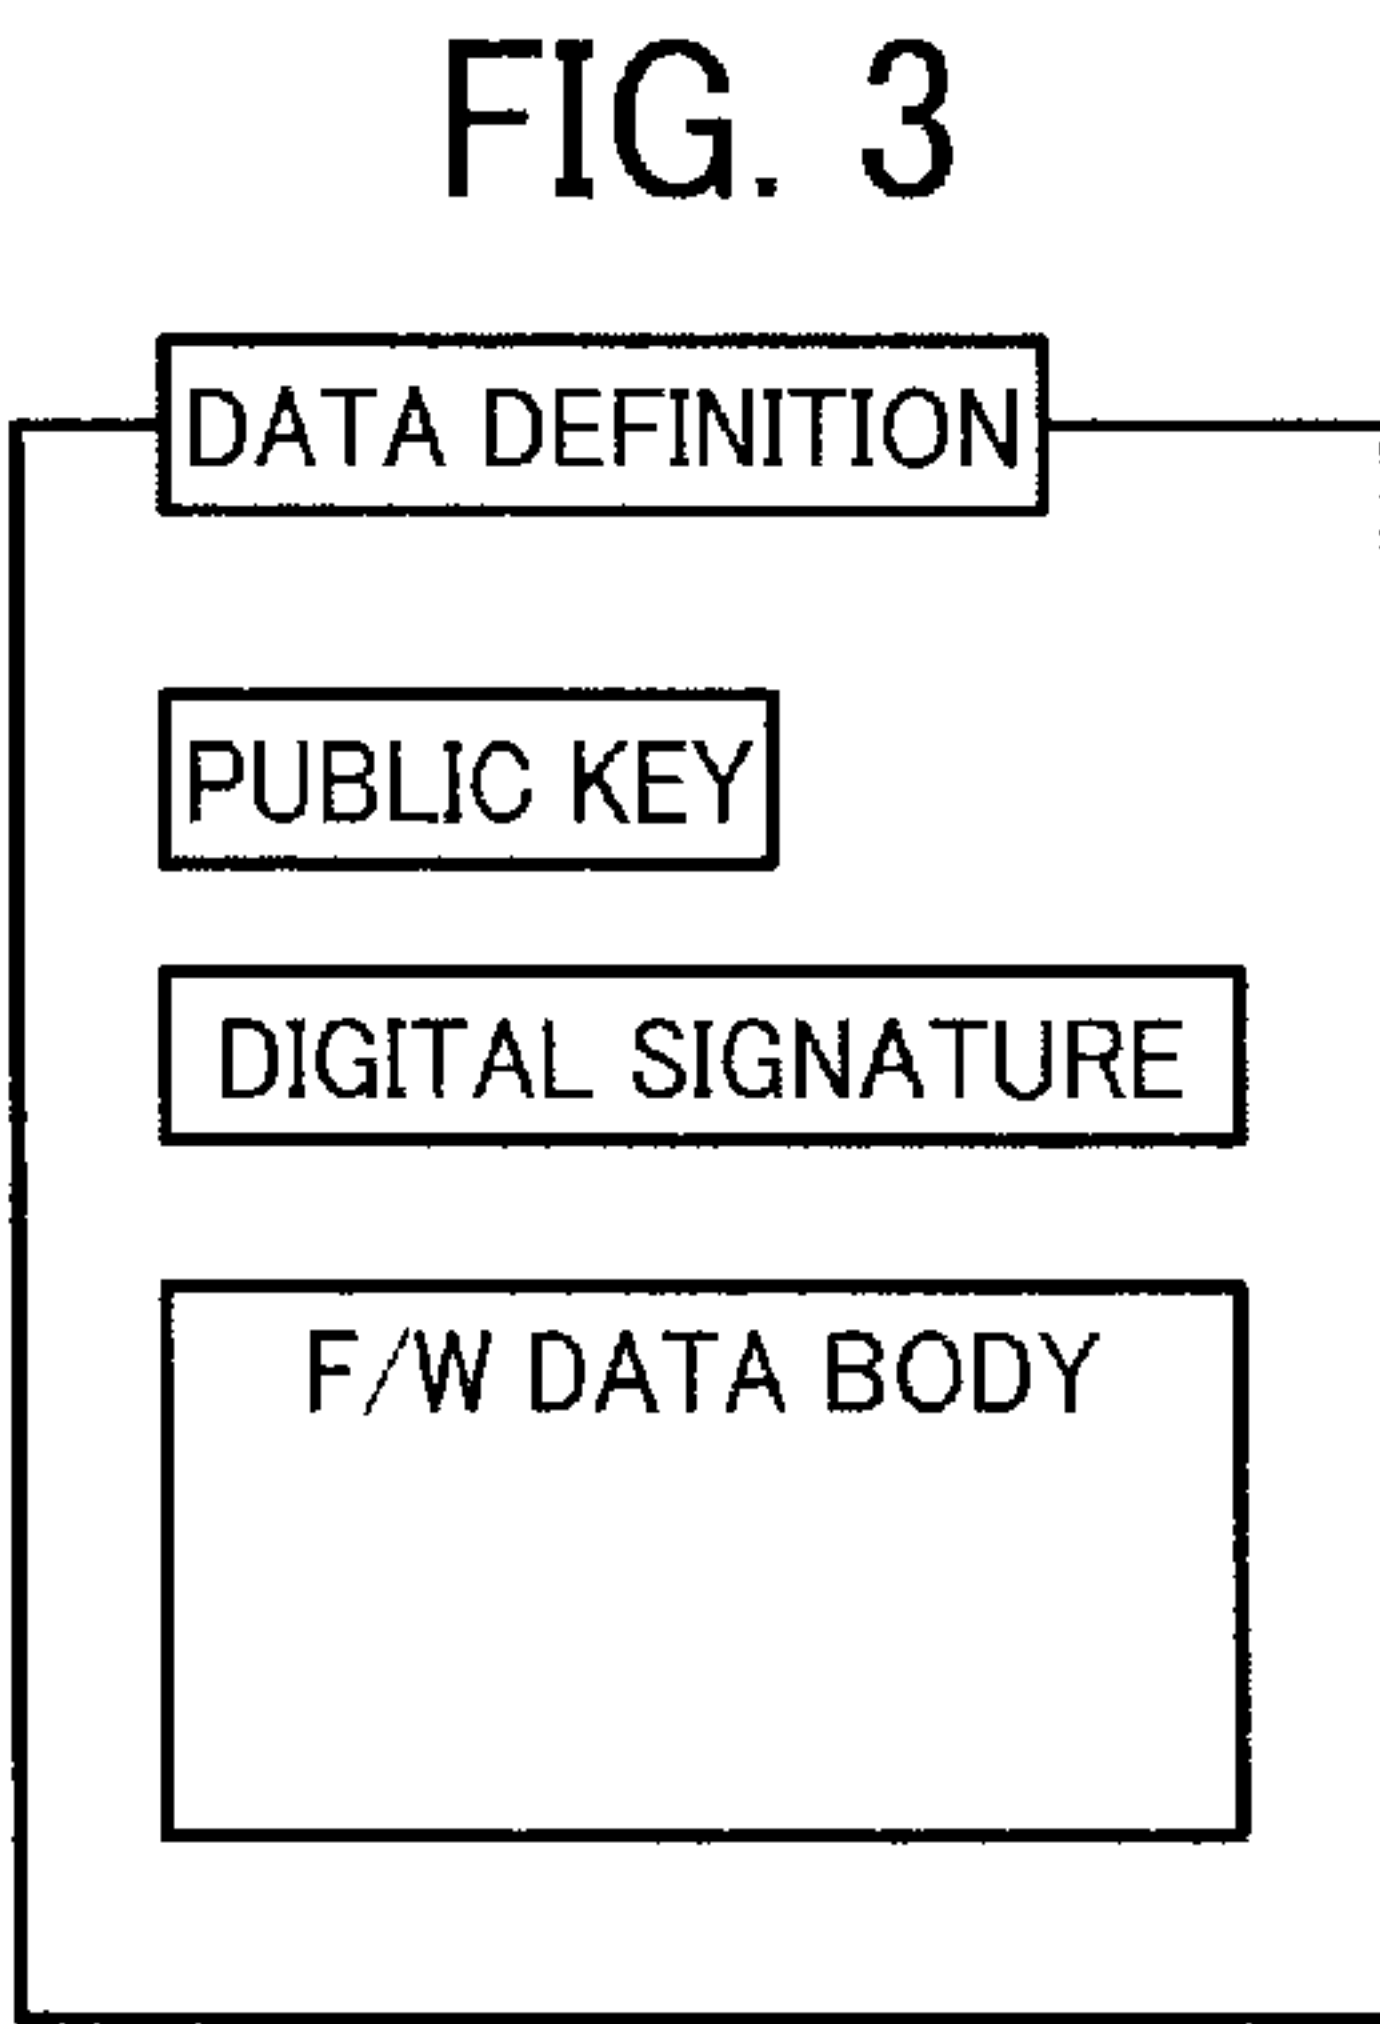 FIG. 3
DATA DEFINITION
PUBLIC KEY
DIGITAL SIGNATURE
F/W DATA BODY